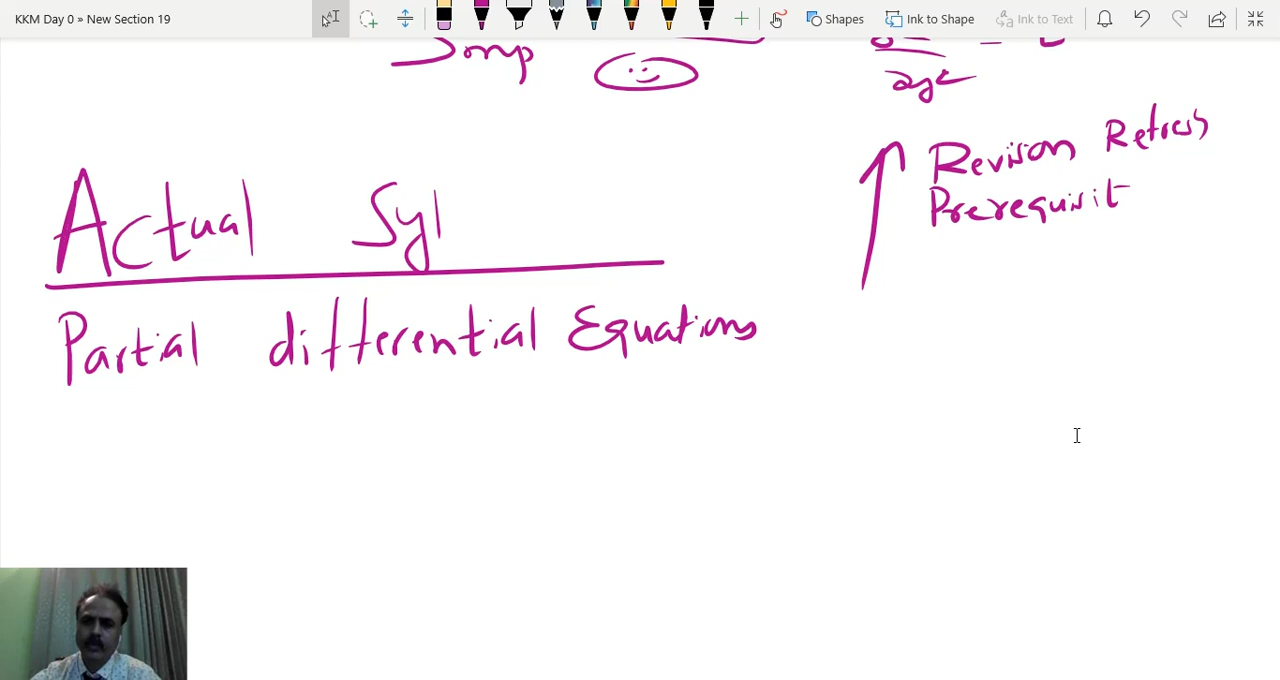 KKM Day 0 » New Section 19
Shapes
Ink to Shape
Ink to Text
Actual Syl
Revison Refresh
Prerequisit
Partial differential Equations